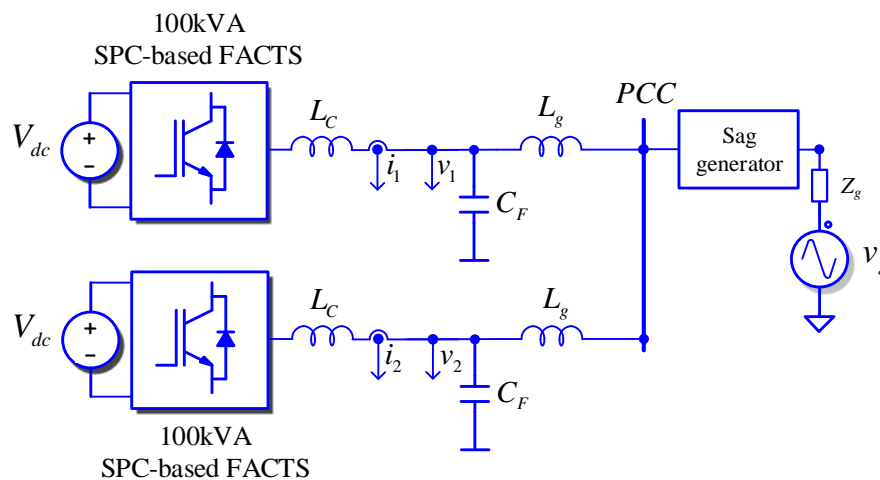 100kVA
SPC-based FACTS
V_dc
+
−
L_C
i_1
v_1
C_F
L_g
PCC
Sag
generator
Z_g
V_dc
+
−
L_C
i_2
v_2
C_F
L_g
100kVA
SPC-based FACTS